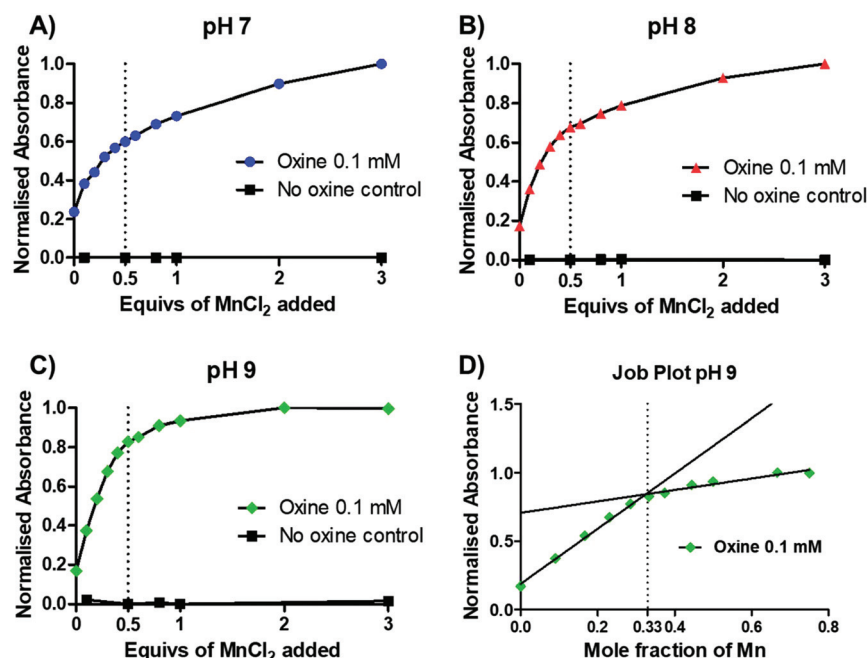 A)
pH 7
Normalised Absorbance
1.0
0.8
0.6
0.4
0.2
0.0
0
0.5
1
2
3
Oxine 0.1 mM
No oxine control
Equivs of MnCl₂ added
B)
pH 8
Normalised Absorbance
1.0
0.8
0.6
0.4
0.2
0.0
0
0.5
1
2
3
Oxine 0.1 mM
No oxine control
Equivs of MnCl₂ added
C)
pH 9
Normalised Absorbance
1.0
0.8
0.6
0.4
0.2
0.0
0
0.5
1
2
3
Oxine 0.1 mM
No oxine control
Equivs of MnCl₂ added
D)
Job Plot pH 9
Normalised Absorbance
1.5
1.0
0.5
0.0
0.0
0.2
0.33
0.4
0.6
0.8
Oxine 0.1 mM
Mole fraction of Mn